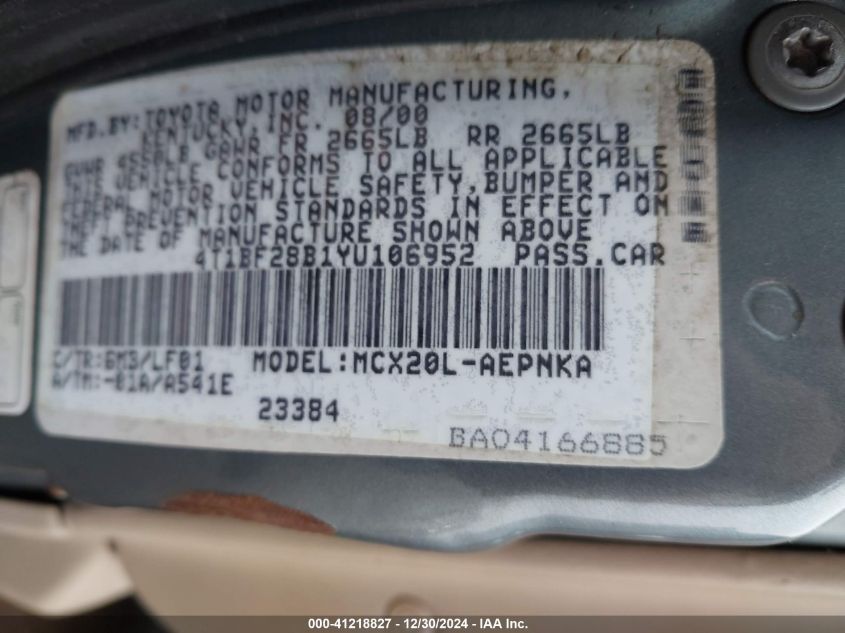 MFD.BY:TOYOTA MOTOR MANUFACTURING,
KENTUCKY,INC. 08/00
GVWR 4550LB GAWR FR 2665LB RR 2665LB
THIS VEHICLE CONFORMS TO ALL APPLICABLE
FEDERAL MOTOR VEHICLE SAFETY,BUMPER AND
THEFT PREVENTION STANDARDS IN EFFECT ON
THE DATE OF MANUFACTURE SHOWN ABOVE
4T1BF28B1YU106952 PASS.CAR
C/TR:6M3/LF01 MODEL:MCX20L-AEPNKA
A/TM:-01A/A541E
23384
BA04166885
000-41218827 - 12/30/2024 - IAA Inc.